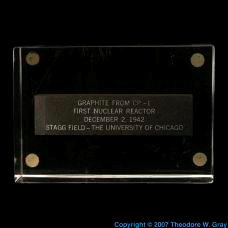 GRAPHITE FROM CP-1
FIRST NUCLEAR REACTOR
DECEMBER 2, 1942
STAGG FIELD - THE UNIVERSITY OF CHICAGO
Copyright © 2007 Theodore W. Gray